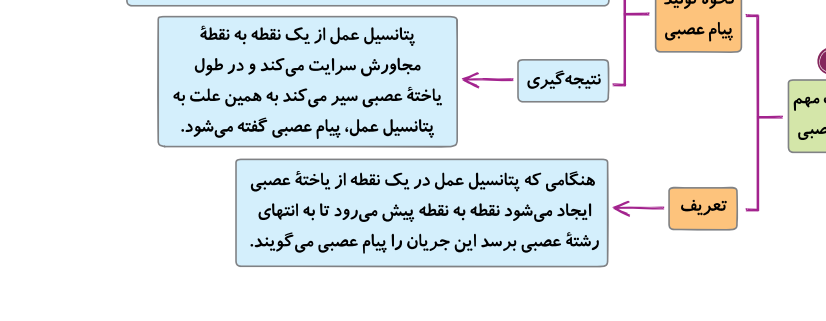 پیام عصبی
پتانسیل عمل از یک نقطه به نقطهٔ
مجاورش سرایت می‌کند و در طول
یاختهٔ عصبی سیر می‌کند به همین علت به
پتانسیل عمل، پیام عصبی گفته می‌شود.
نتیجه‌گیری
مهم
تعریف
هنگامی که پتانسیل عمل در یک نقطه از یاختهٔ عصبی
ایجاد می‌شود نقطه به نقطه پیش می‌رود تا به انتهای
رشتهٔ عصبی برسد این جریان را پیام عصبی می‌گویند.